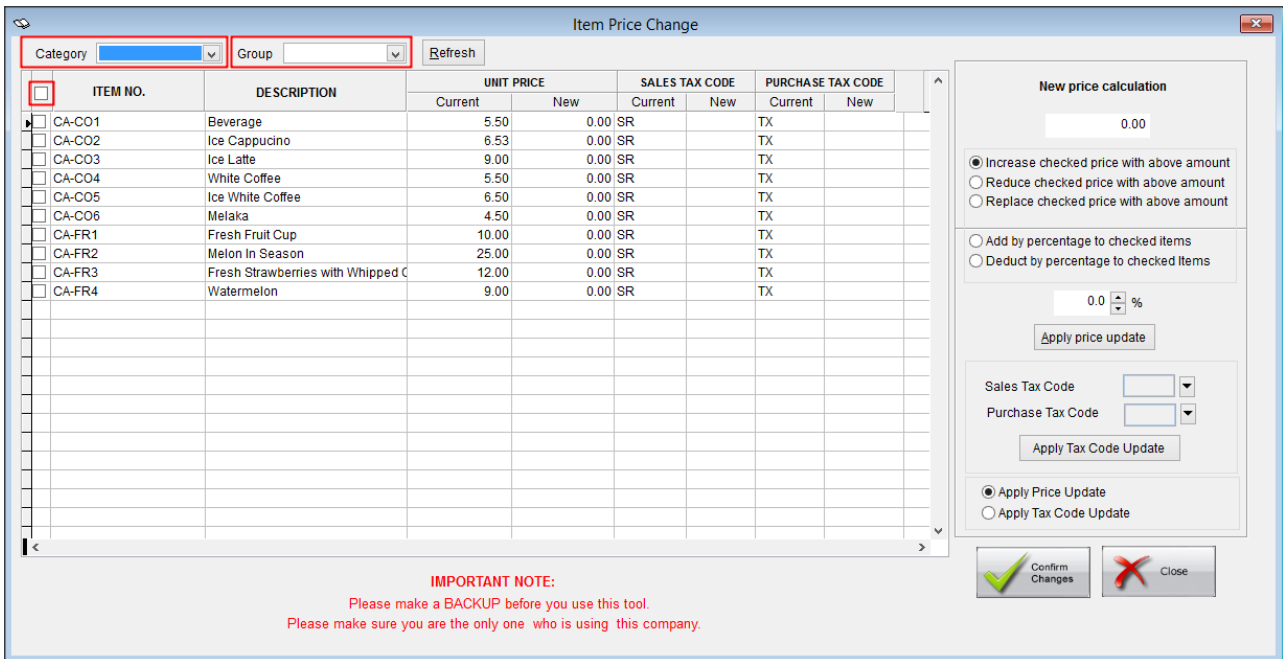 Item Price Change
Category Group Refresh
ITEM NO. DESCRIPTION UNIT PRICE SALES TAX CODE PURCHASE TAX CODE
Current New Current New Current New
CA-CO1 Beverage 5.50 0.00 SR TX
CA-CO2 Ice Cappucino 6.53 0.00 SR TX
CA-CO3 Ice Latte 9.00 0.00 SR TX
CA-CO4 White Coffee 5.50 0.00 SR TX
CA-CO5 Ice White Coffee 6.50 0.00 SR TX
CA-CO6 Melaka 4.50 0.00 SR TX
CA-FR1 Fresh Fruit Cup 10.00 0.00 SR TX
CA-FR2 Melon In Season 25.00 0.00 SR TX
CA-FR3 Fresh Strawberries with Whipped C 12.00 0.00 SR TX
CA-FR4 Watermelon 9.00 0.00 SR TX
New price calculation
0.00
Increase checked price with above amount
Reduce checked price with above amount
Replace checked price with above amount
Add by percentage to checked items
Deduct by percentage to checked Items
0.0 %
Apply price update
Sales Tax Code
Purchase Tax Code
Apply Tax Code Update
Apply Price Update
Apply Tax Code Update
Confirm
Changes
Close
IMPORTANT NOTE:
Please make a BACKUP before you use this tool.
Please make sure you are the only one who is using this company.